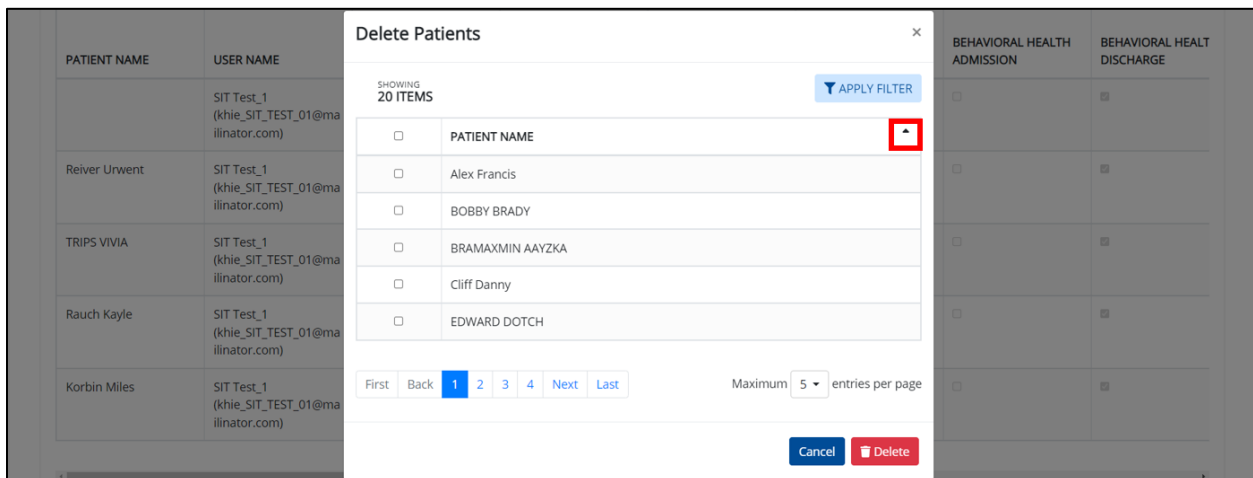 Delete Patients ×
PATIENT NAME
USER NAME
BEHAVIORAL HEALTH
ADMISSION
BEHAVIORAL HEALT
DISCHARGE
SHOWING
20 ITEMS
APPLY FILTER
PATIENT NAME
Alex Francis
BOBBY BRADY
BRAMAXMIN AAYZKA
Cliff Danny
EDWARD DOTCH
First Back 1 2 3 4 Next Last
Maximum 5 entries per page
Cancel Delete
SIT Test_1
(khie_SIT_TEST_01@ma
ilinator.com)
Reiver Urwent
SIT Test_1
(khie_SIT_TEST_01@ma
ilinator.com)
TRIPS VIVIA
SIT Test_1
(khie_SIT_TEST_01@ma
ilinator.com)
Rauch Kayle
SIT Test_1
(khie_SIT_TEST_01@ma
ilinator.com)
Korbin Miles
SIT Test_1
(khie_SIT_TEST_01@ma
ilinator.com)